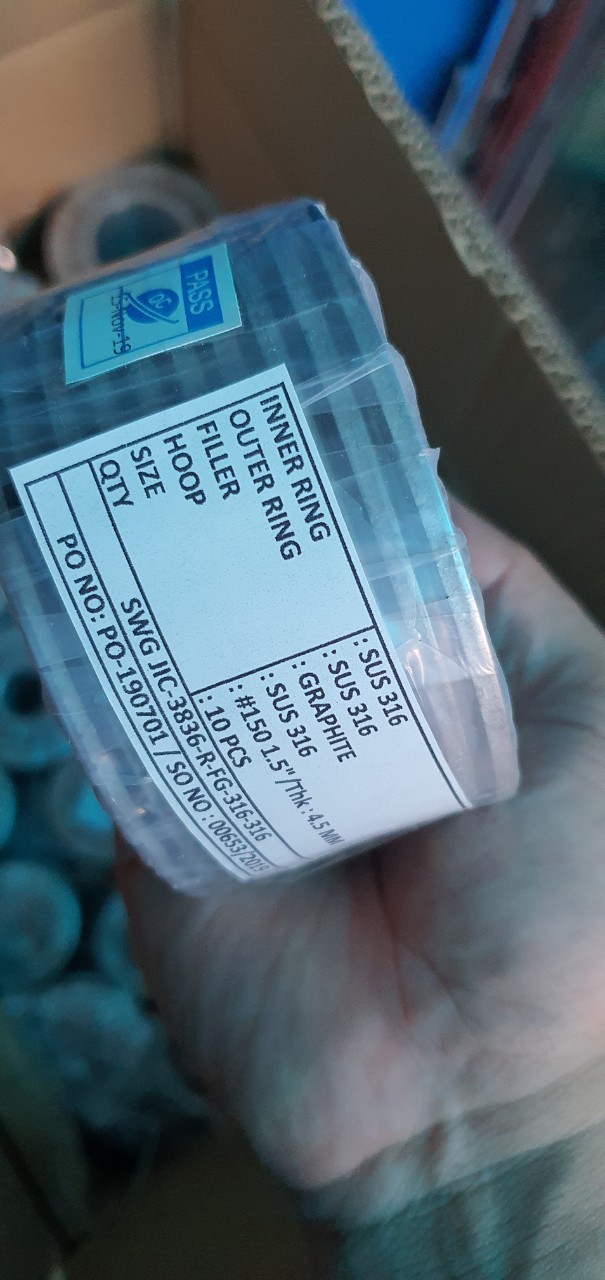 PASS
QC
INNER RING : SUS 316
OUTER RING : SUS 316
FILLER : GRAPHITE
HOOP : SUS 316
SIZE : #150 1.5"/Thk : 4.5 MM
QTY : 10 PCS
SWG JIC-3836-R-FG-316-316
PO NO: PO-190701 / SO NO : 00653/2019